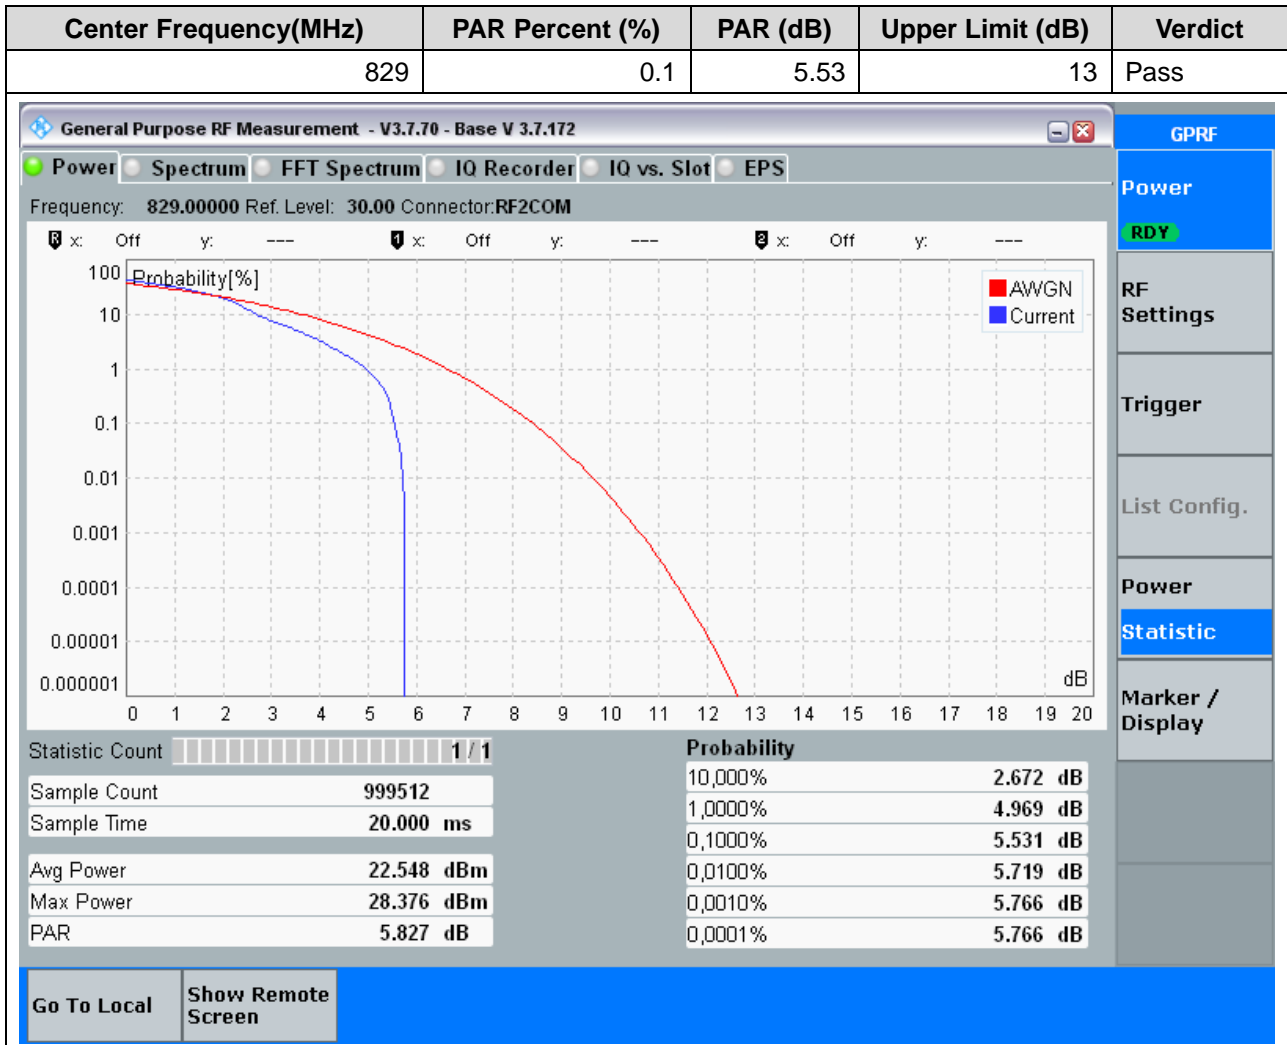 Center Frequency(MHz) PAR Percent (%) PAR (dB) Upper Limit (dB) Verdict
829 0.1 5.53 13 Pass
General Purpose RF Measurement - V3.7.70 - Base V 3.7.172
GPRF
Power Spectrum FFT Spectrum IQ Recorder IQ vs. Slot EPS
Power
RDY
Frequency: 829.00000 Ref. Level: 30.00 Connector:RF2COM
R x: Off y: --- 1 x: Off y: --- 2 x: Off y: ---
Probability[%]
AWGN
Current
100
10
1
0.1
0.01
0.001
0.0001
0.00001
0.000001
dB
0 1 2 3 4 5 6 7 8 9 10 11 12 13 14 15 16 17 18 19 20
RF
Settings
Trigger
List Config.
Power
Statistic
Marker /
Display
Statistic Count 1 / 1
Sample Count 999512
Sample Time 20.000 ms
Avg Power 22.548 dBm
Max Power 28.376 dBm
PAR 5.827 dB
Probability
10,000% 2.672 dB
1,0000% 4.969 dB
0,1000% 5.531 dB
0,0100% 5.719 dB
0,0010% 5.766 dB
0,0001% 5.766 dB
Go To Local
Show Remote
Screen